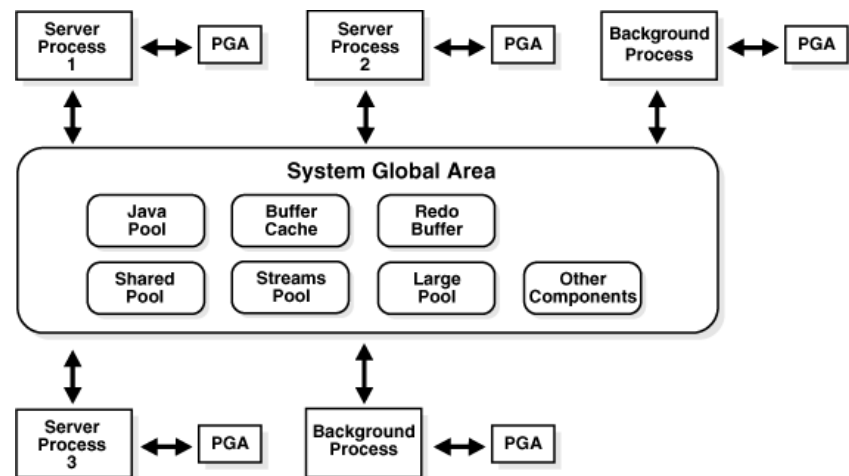 Server
Process
1
PGA
Server
Process
2
PGA
Background
Process
PGA
System Global Area
Java
Pool
Buffer
Cache
Redo
Buffer
Shared
Pool
Streams
Pool
Large
Pool
Other
Components
Server
Process
3
PGA
Background
Process
PGA